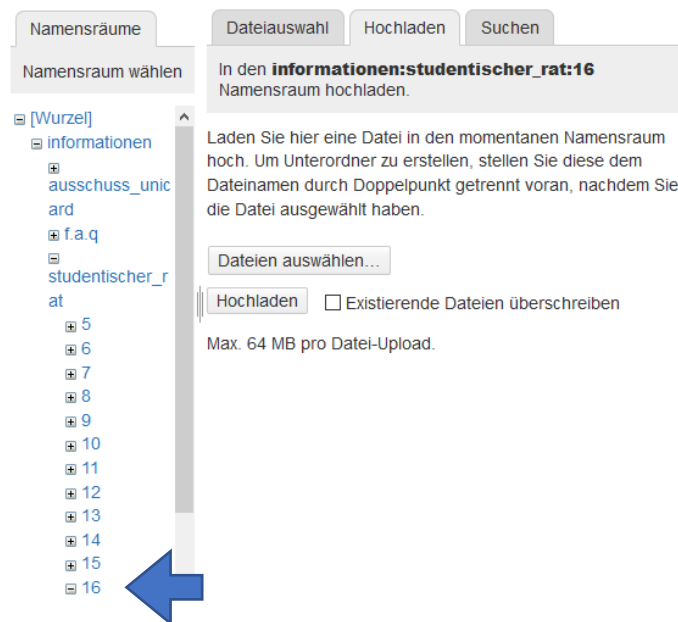 Namensräume
Namensraum wählen
[Wurzel]
informationen
ausschuss_unic
ard
f.a.q
studentischer_r
at
5
6
7
8
9
10
11
12
13
14
15
16
Dateiauswahl Hochladen Suchen
In den informationen:studentischer_rat:16
Namensraum hochladen.
Laden Sie hier eine Datei in den momentanen Namensraum
hoch. Um Unterordner zu erstellen, stellen Sie diese dem
Dateinamen durch Doppelpunkt getrennt voran, nachdem Sie
die Datei ausgewählt haben.
Dateien auswählen...
Hochladen Existierende Dateien überschreiben
Max. 64 MB pro Datei-Upload.